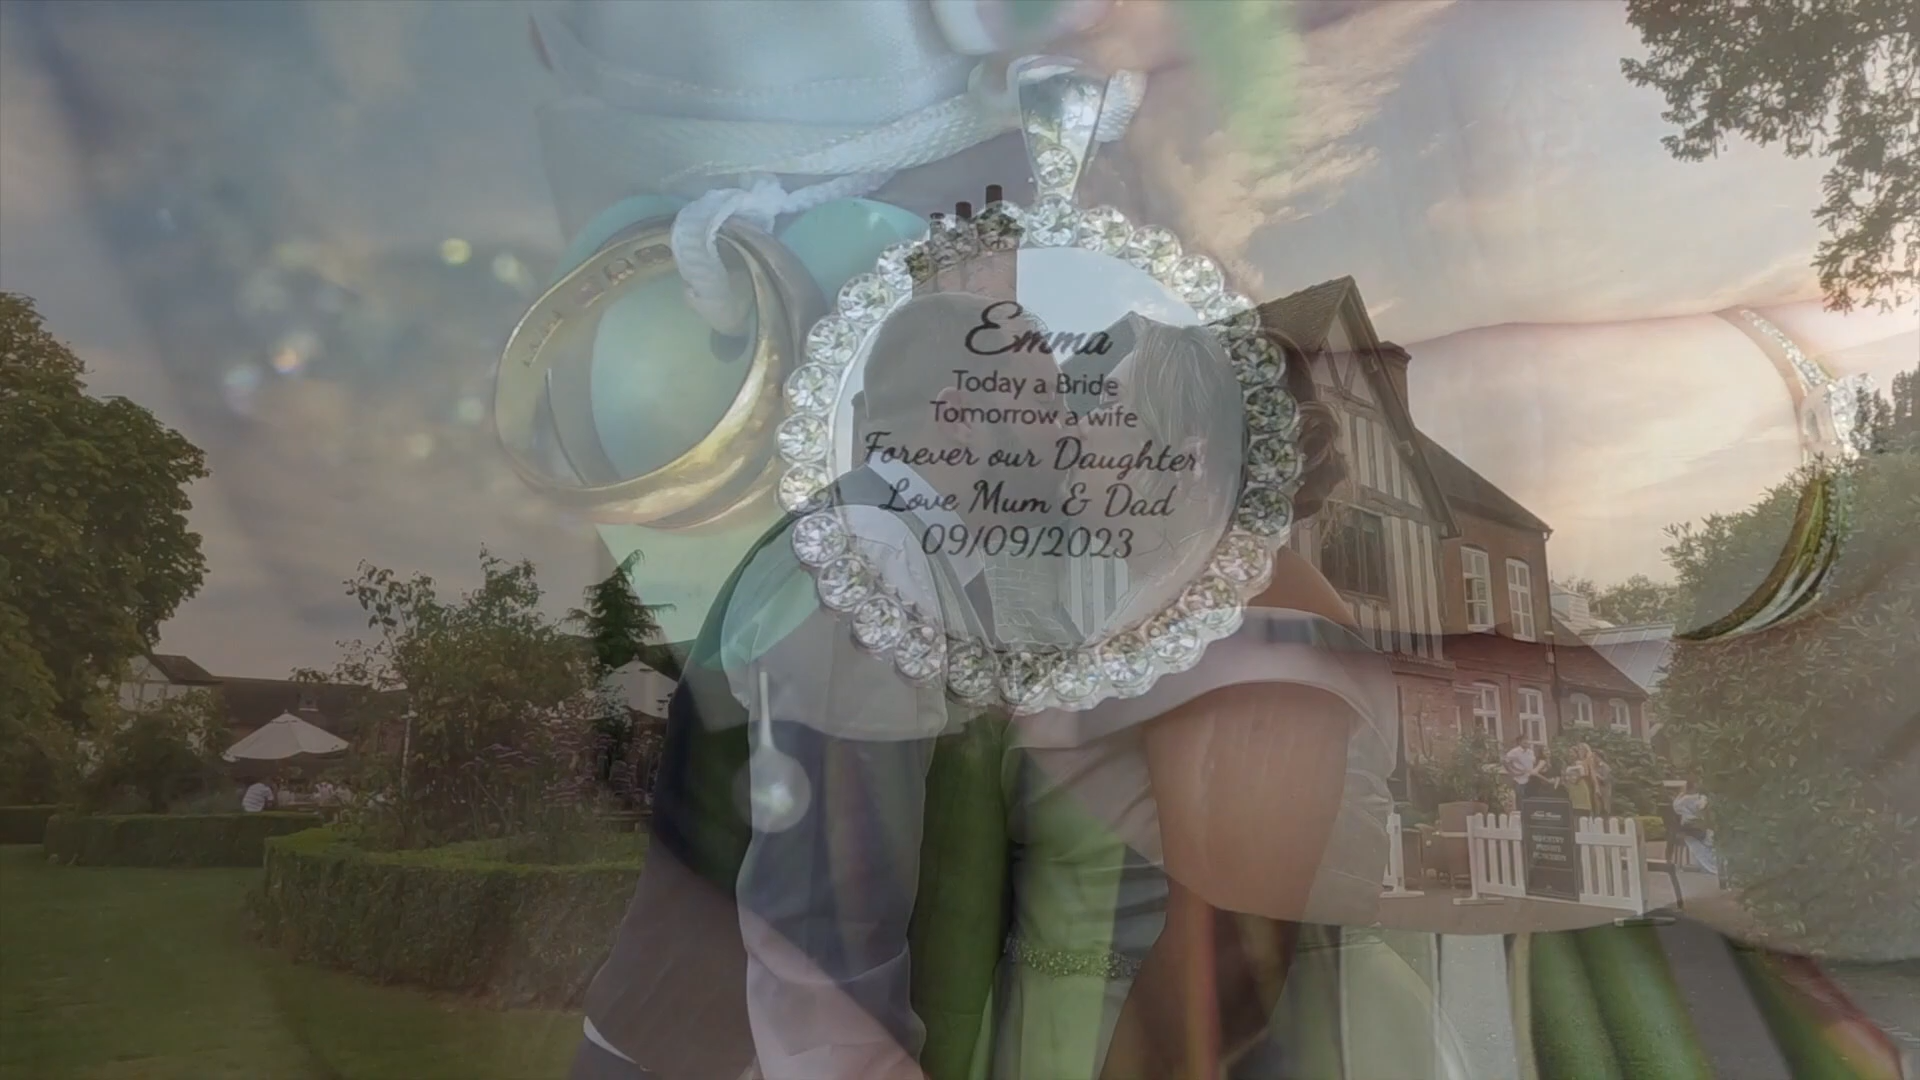 Emma
Today a Bride
Tomorrow a wife
Forever our Daughter
Love Mum & Dad
09/09/2023